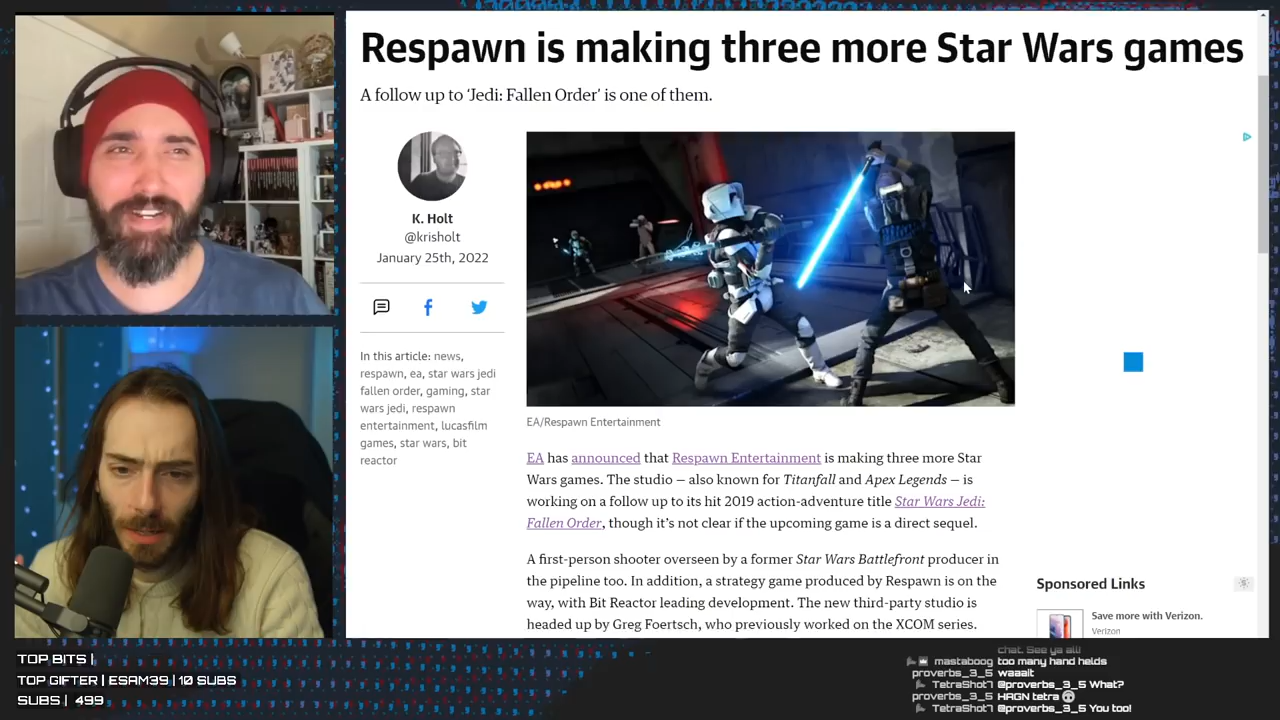 Respawn is making three more Star Wars games
A follow up to ‘Jedi: Fallen Order’ is one of them.
K. Holt
@krisholt
January 25th, 2022
In this article: news,
respawn, ea, star wars jedi
fallen order, gaming, star
wars jedi, respawn
entertainment, lucasfilm
games, star wars, bit
reactor
EA/Respawn Entertainment
EA has announced that Respawn Entertainment is making three more Star
Wars games. The studio — also known for Titanfall and Apex Legends — is
working on a follow up to its hit 2019 action-adventure title Star Wars Jedi:
Fallen Order, though it’s not clear if the upcoming game is a direct sequel.
A first-person shooter overseen by a former Star Wars Battlefront producer in
the pipeline too. In addition, a strategy game produced by Respawn is on the
way, with Bit Reactor leading development. The new third-party studio is
headed up by Greg Foertsch, who previously worked on the XCOM series.
Sponsored Links
Save more with Verizon.
Verizon
TOP BITS |
TOP GIFTER | ESAM39 | 10 SUBS
SUBS | 499
chat. See ya all!
mastaboog too many hand helds
proverbs_3_5 waaait
TetraShot7 @proverbs_3_5 What?
proverbs_3_5 HAGN tetra
TetraShot7 @proverbs_3_5 You too!